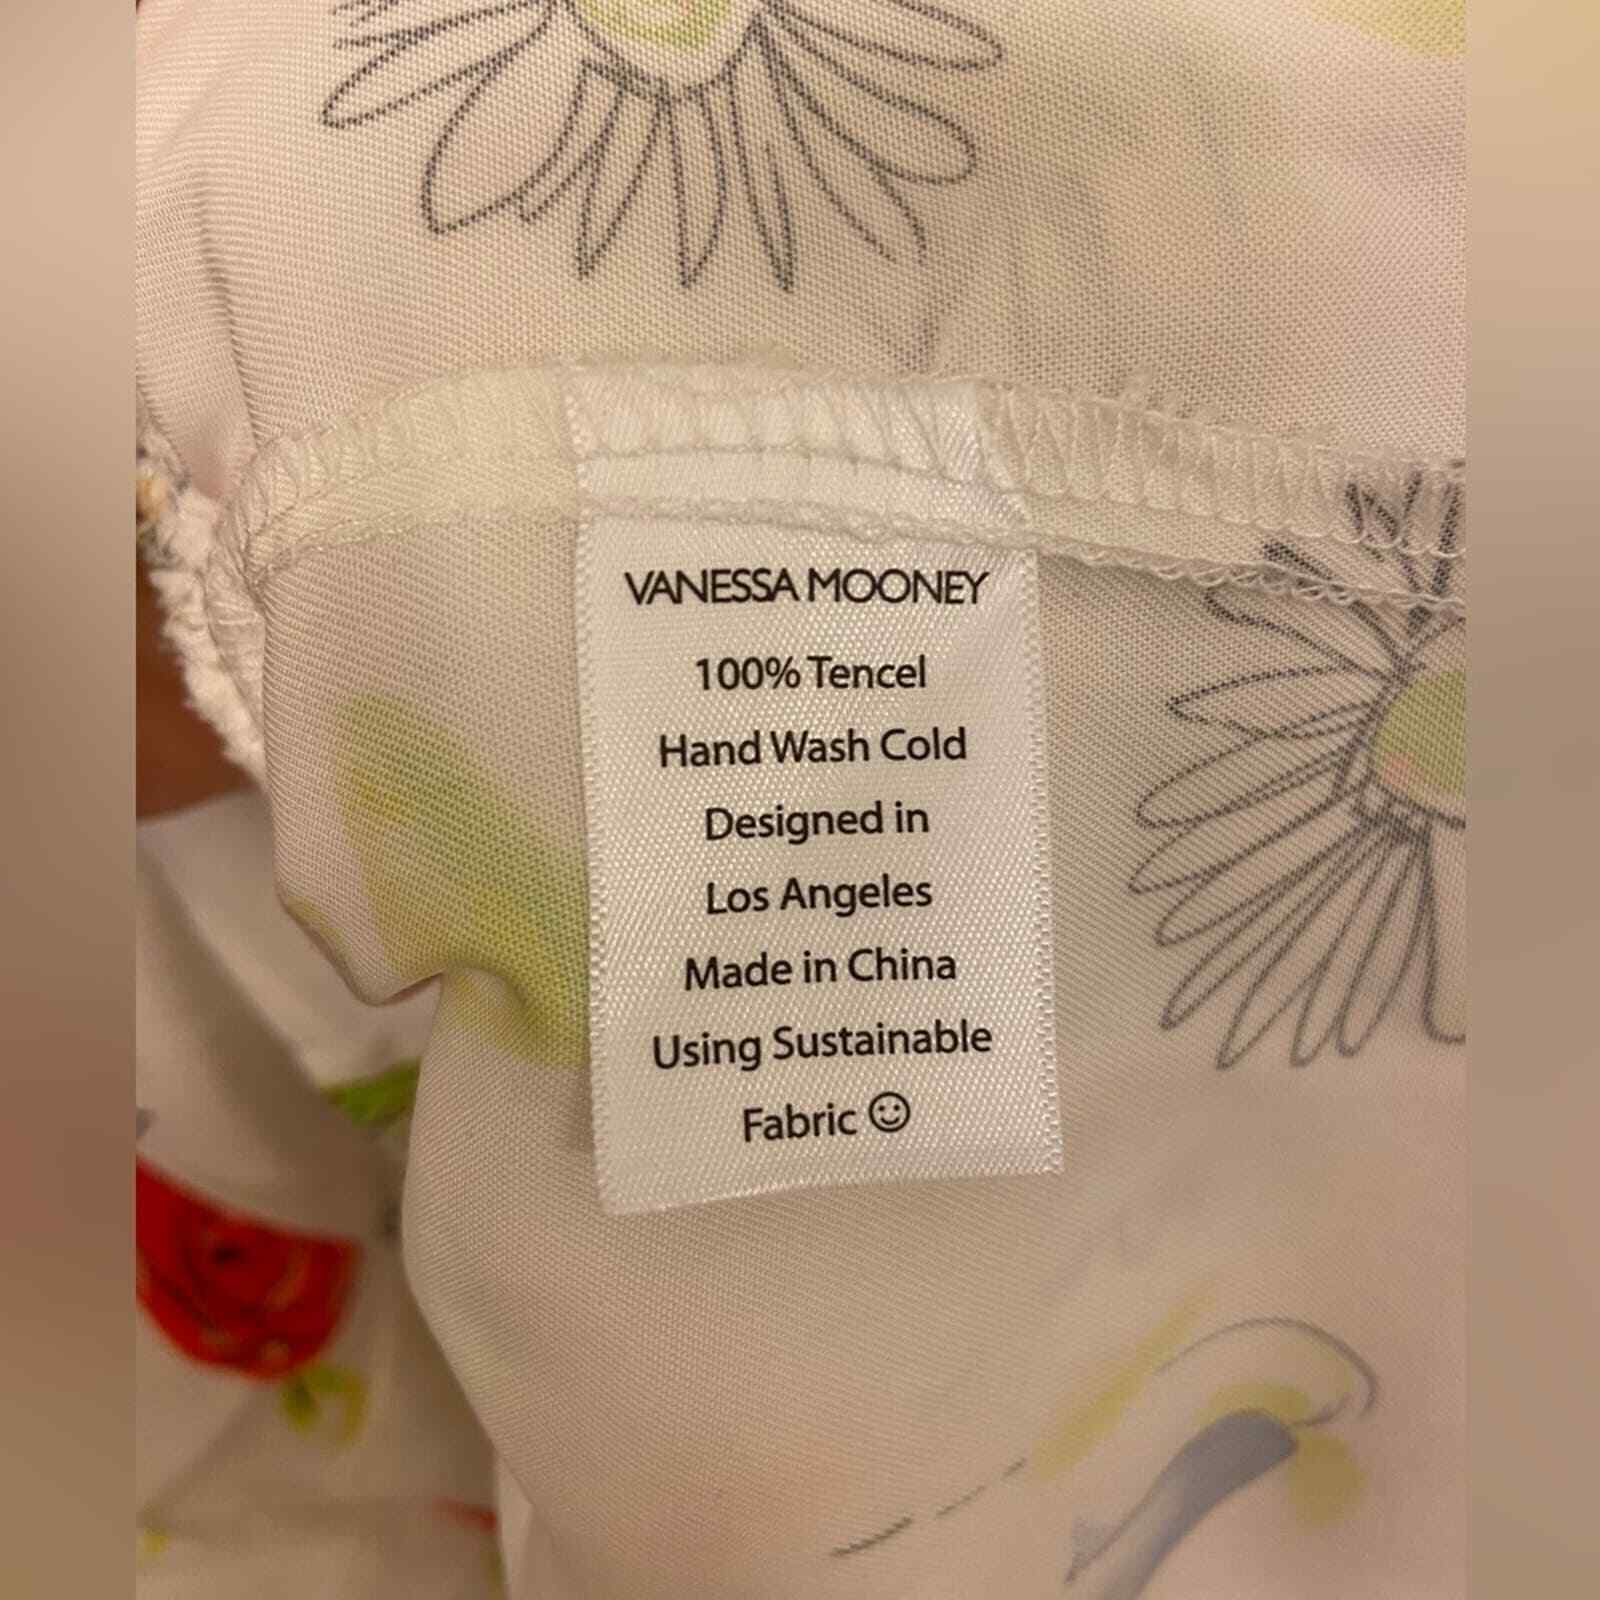 VANESSA MOONEY
100% Tencel
Hand Wash Cold
Designed in
Los Angeles
Made in China
Using Sustainable
Fabric ☺